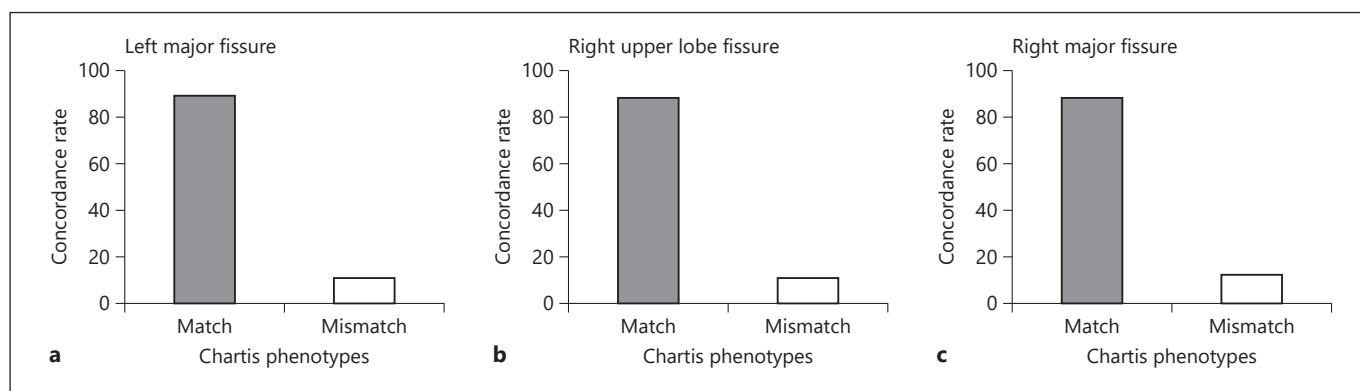 Left major fissure
100
80
60
40
20
0
Concordance rate
Match Mismatch
a Chartis phenotypes
Right upper lobe fissure
100
80
60
40
20
0
Concordance rate
Match Mismatch
b Chartis phenotypes
Right major fissure
100
80
60
40
20
0
Concordance rate
Match Mismatch
c Chartis phenotypes